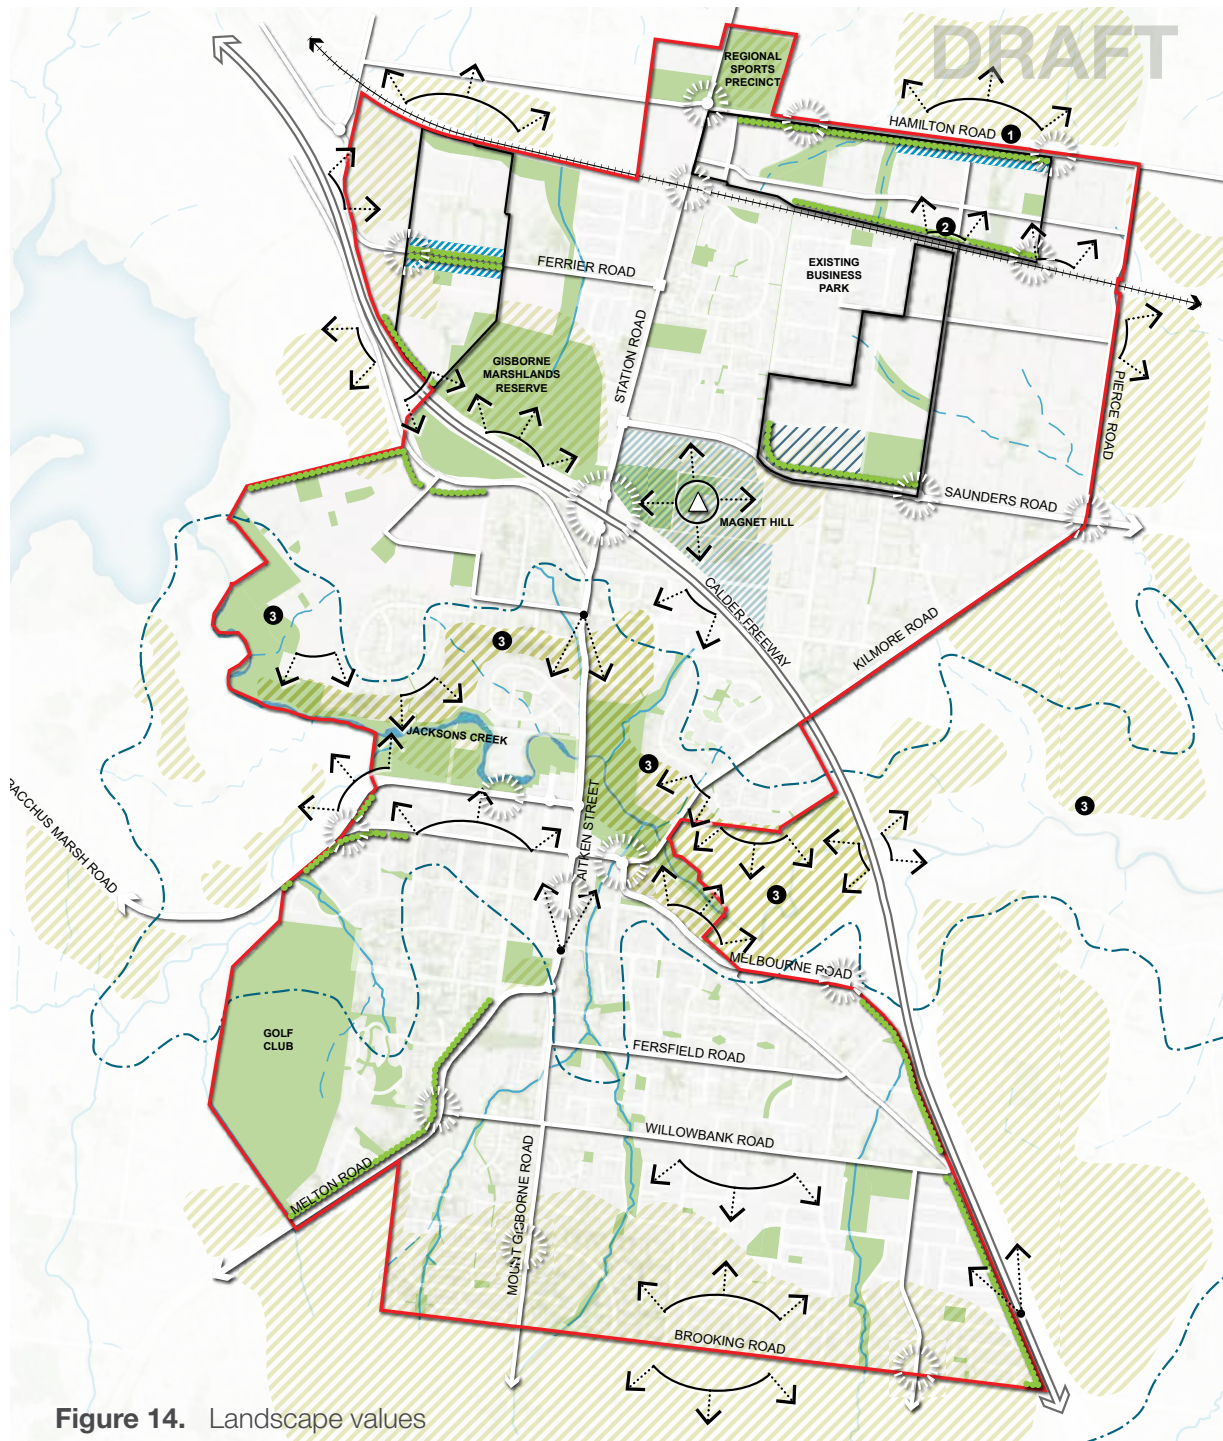 DRAFT
REGIONAL
SPORTS
PRECINCT
HAMILTON ROAD
1
2
FERRIER ROAD
EXISTING
BUSINESS
PARK
STATION ROAD
GISBORNE
MARSHLANDS
RESERVE
PIERCE ROAD
SAUNDERS ROAD
MAGNET HILL
CALDER FREEWAY
3
3
KILMORE ROAD
JACKSONS CREEK
3
3
BACCHUS MARSH ROAD
AITKEN STREET
3
MELBOURNE ROAD
GOLF
CLUB
FERSFIELD ROAD
WILLOWBANK ROAD
MELTON ROAD
MOUNT GISBORNE ROAD
BROOKING ROAD
Figure 14. Landscape values